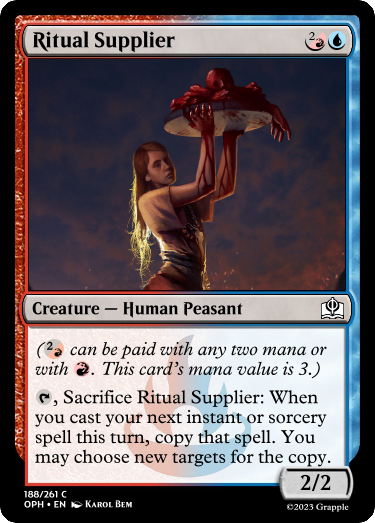 Ritual Supplier
Creature — Human Peasant
(2 can be paid with any two mana or
with . This card's mana value is 3.)
, Sacrifice Ritual Supplier: When
you cast your next instant or sorcery
spell this turn, copy that spell. You
may choose new targets for the copy.
2/2
188/261 C
OPH • EN Karol Bem
©2023 Grapple